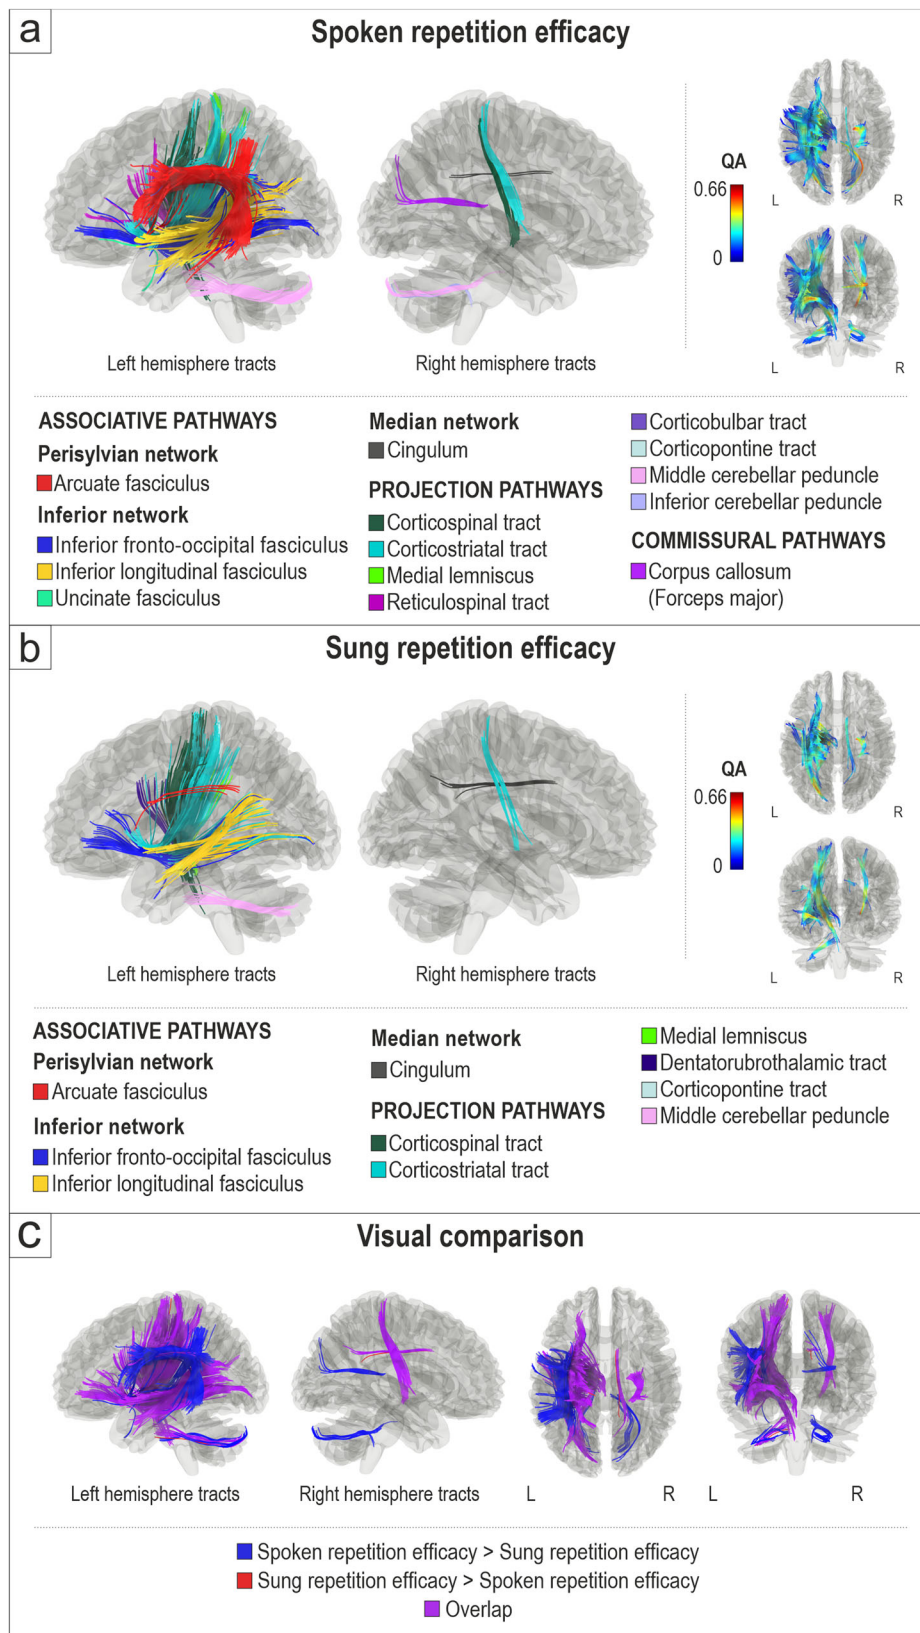 a
Spoken repetition efficacy
QA
0.66
0
L
R
L
R
Left hemisphere tracts
Right hemisphere tracts
ASSOCIATIVE PATHWAYS
Perisylvian network
Arcuate fasciculus
Inferior network
Inferior fronto-occipital fasciculus
Inferior longitudinal fasciculus
Uncinate fasciculus
Median network
Cingulum
PROJECTION PATHWAYS
Corticospinal tract
Corticostriatal tract
Medial lemniscus
Reticulospinal tract
Corticobulbar tract
Corticopontine tract
Middle cerebellar peduncle
Inferior cerebellar peduncle
COMMISSURAL PATHWAYS
Corpus callosum
(Forceps major)
b
Sung repetition efficacy
QA
0.66
0
L
R
L
R
Left hemisphere tracts
Right hemisphere tracts
ASSOCIATIVE PATHWAYS
Perisylvian network
Arcuate fasciculus
Inferior network
Inferior fronto-occipital fasciculus
Inferior longitudinal fasciculus
Median network
Cingulum
PROJECTION PATHWAYS
Corticospinal tract
Corticostriatal tract
Medial lemniscus
Dentatorubrothalamic tract
Corticopontine tract
Middle cerebellar peduncle
c
Visual comparison
Left hemisphere tracts
Right hemisphere tracts
L
R
L
R
Spoken repetition efficacy > Sung repetition efficacy
Sung repetition efficacy > Spoken repetition efficacy
Overlap